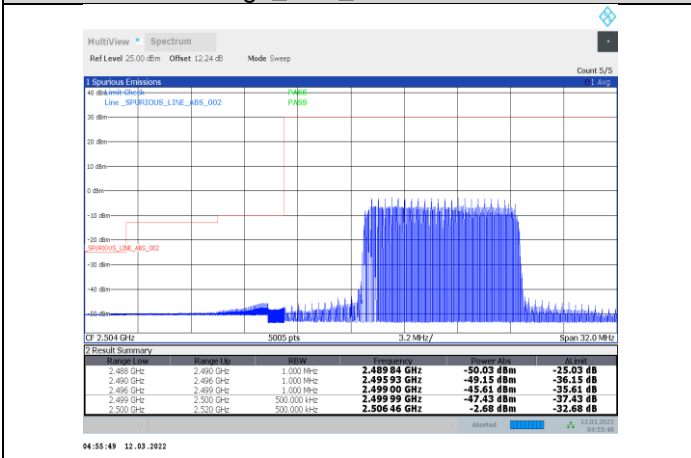 MultiView Spectrum
Ref Level 25.00 dBm Offset 12.24 dB Mode Sweep
Count 5/5
1 Spurious Emissions 1 Avg
40 dBm Limit Check PASS
Line _SPURIOUS_LINE_ABS_002 PASS
30 dBm
20 dBm
10 dBm
0 dBm
-10 dBm
-20 dBm
_SPURIOUS_LINE_ABS_002
-30 dBm
-40 dBm
-50 dBm
CF 2.504 GHz 5005 pts 3.2 MHz/ Span 32.0 MHz
2 Result Summary
Range Low Range Up RBW Frequency Power Abs ΔLimit
2.488 GHz 2.490 GHz 1.000 MHz 2.489 84 GHz -50.03 dBm -25.03 dB
2.490 GHz 2.496 GHz 1.000 MHz 2.495 93 GHz -49.15 dBm -36.15 dB
2.496 GHz 2.499 GHz 1.000 MHz 2.499 00 GHz -45.61 dBm -35.61 dB
2.499 GHz 2.500 GHz 500.000 kHz 2.499 99 GHz -47.43 dBm -37.43 dB
2.500 GHz 2.520 GHz 500.000 kHz 2.506 46 GHz -2.68 dBm -32.68 dB
Aborted 12.03.2022
04:55:48
04:55:49 12.03.2022